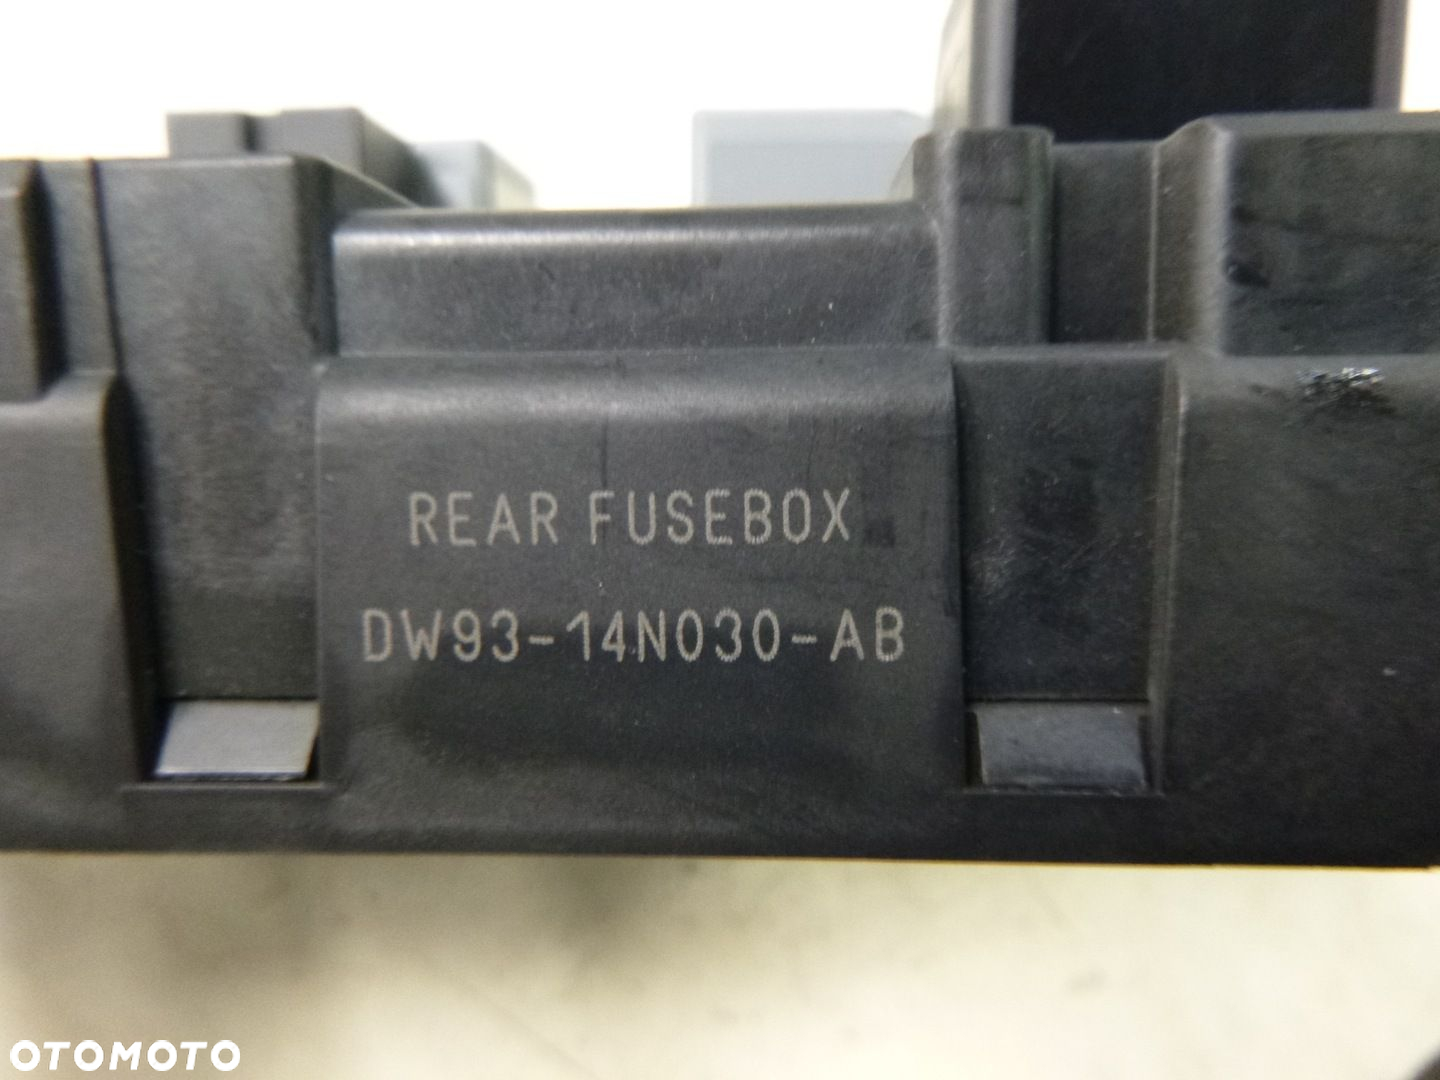 REAR FUSEBOX
DW93-14N030-AB
OTOMOTO